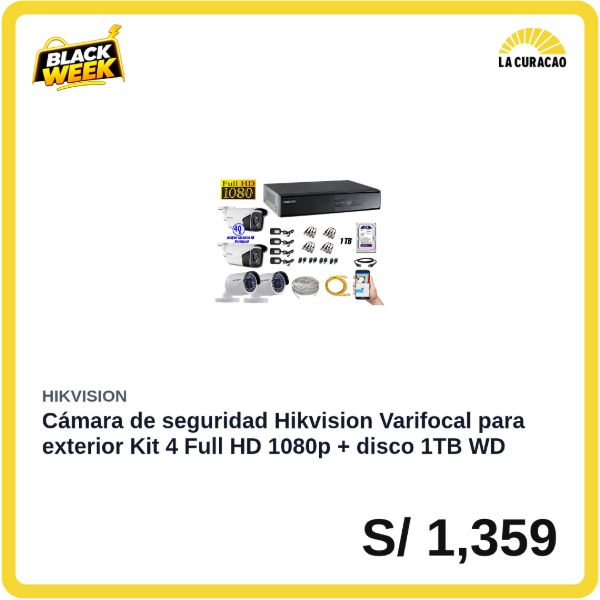 BLACK
WEEK
LA CURACAO
Full HD
1080
40
1 TB
HIKVISION
Cámara de seguridad Hikvision Varifocal para
exterior Kit 4 Full HD 1080p + disco 1TB WD
S/ 1,359